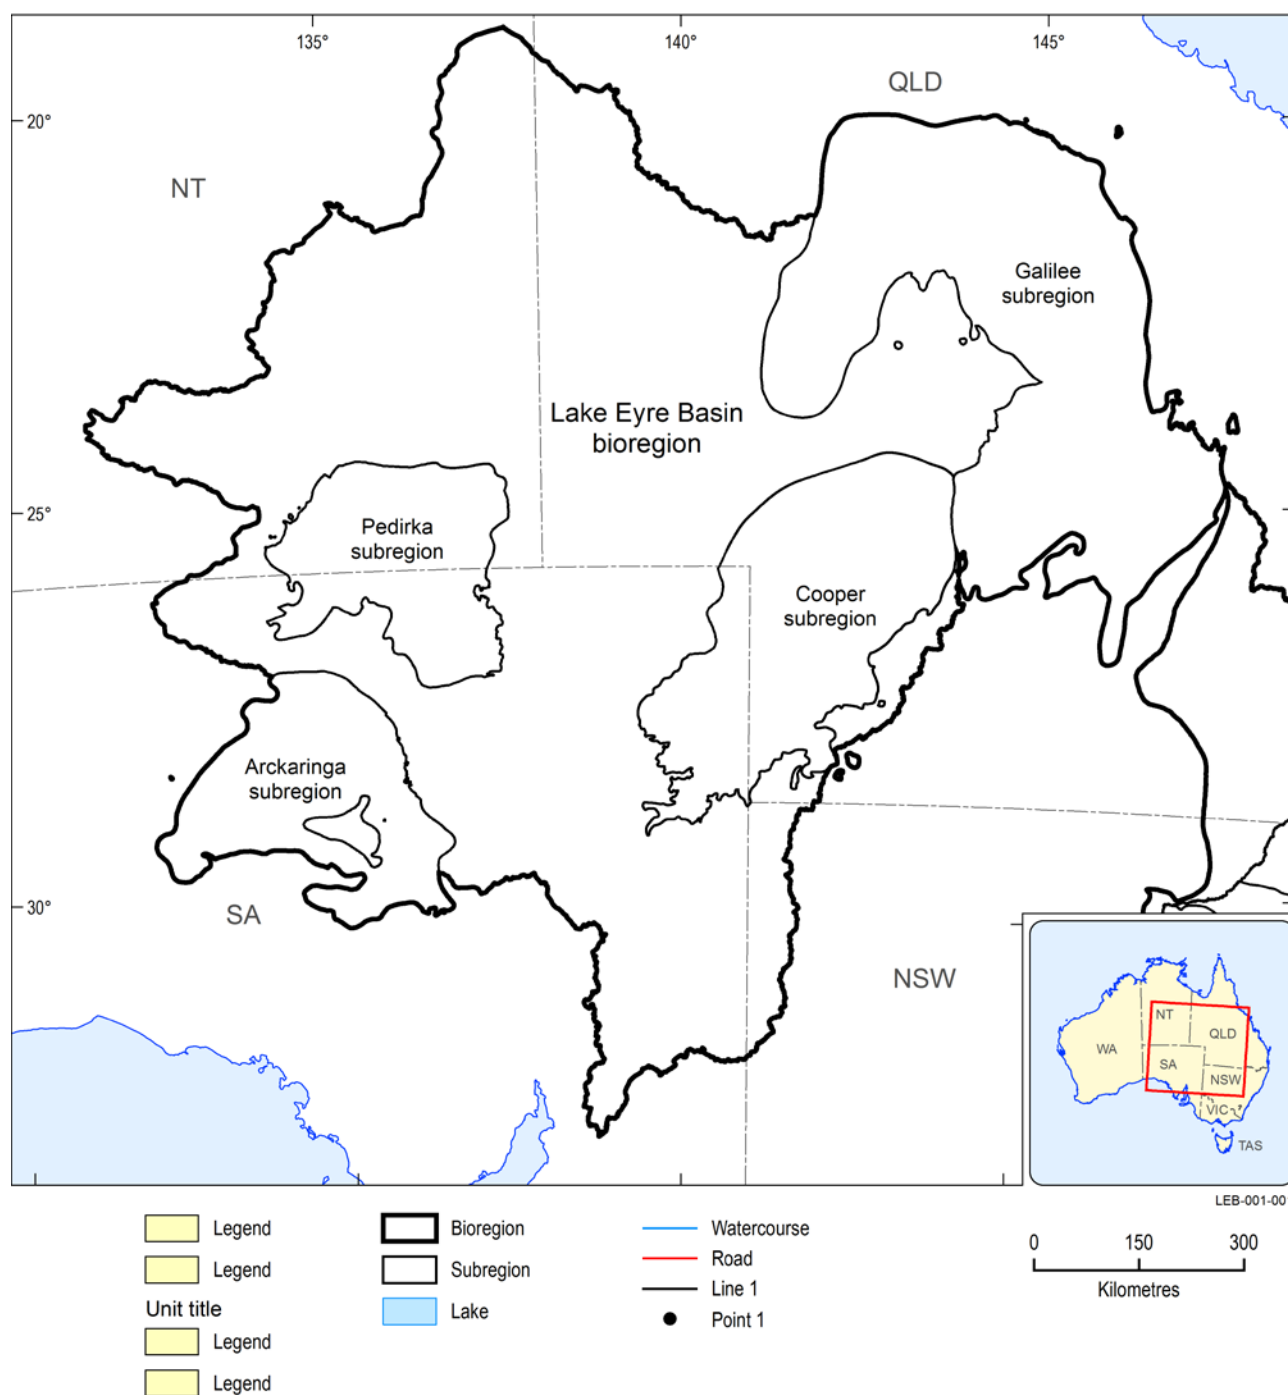 135°
140°
145°
20°
QLD
NT
Galilee
subregion
Lake Eyre Basin
bioregion
25°
Pedirka
subregion
Cooper
subregion
Arckaringa
subregion
30°
SA
NSW
NT
QLD
WA
SA
NSW
VIC
TAS
LEB-001-00
Legend
Legend
Unit title
Legend
Legend
Bioregion
Subregion
Lake
Watercourse
Road
Line 1
Point 1
0 150 300
Kilometres